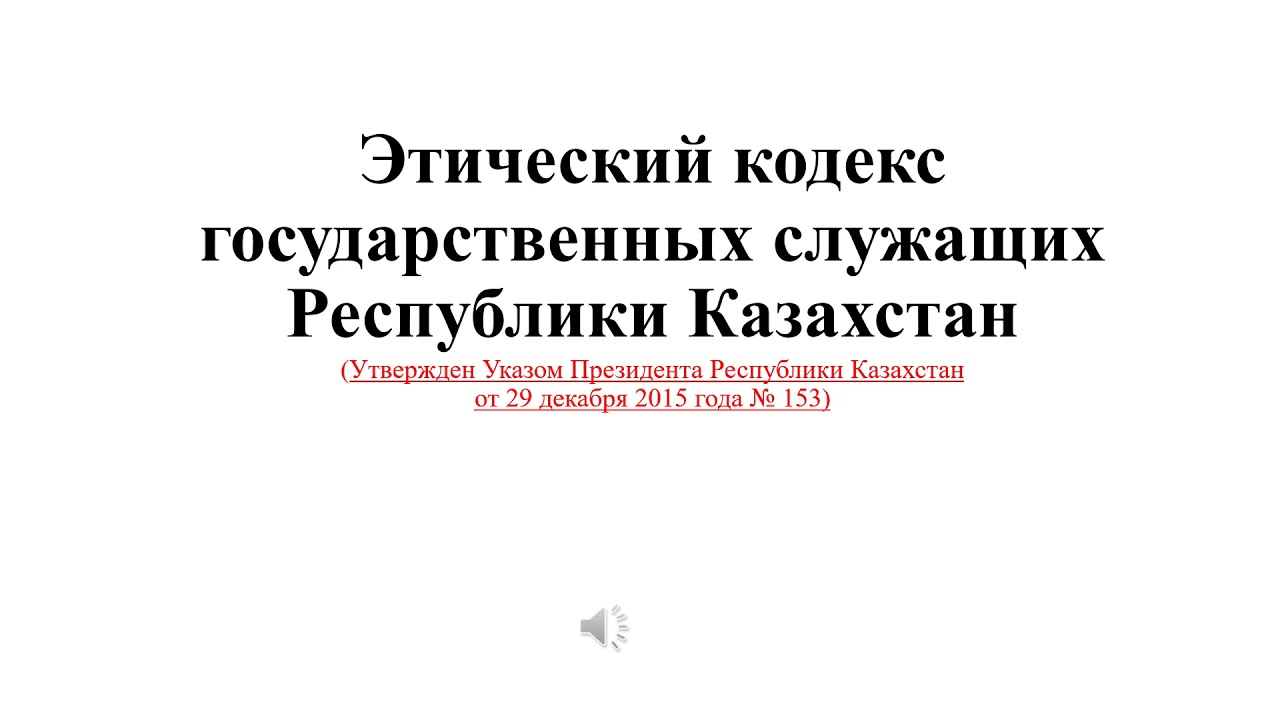 Этический кодекс
государственных служащих
Республики Казахстан
(Утвержден Указом Президента Республики Казахстан
от 29 декабря 2015 года № 153)